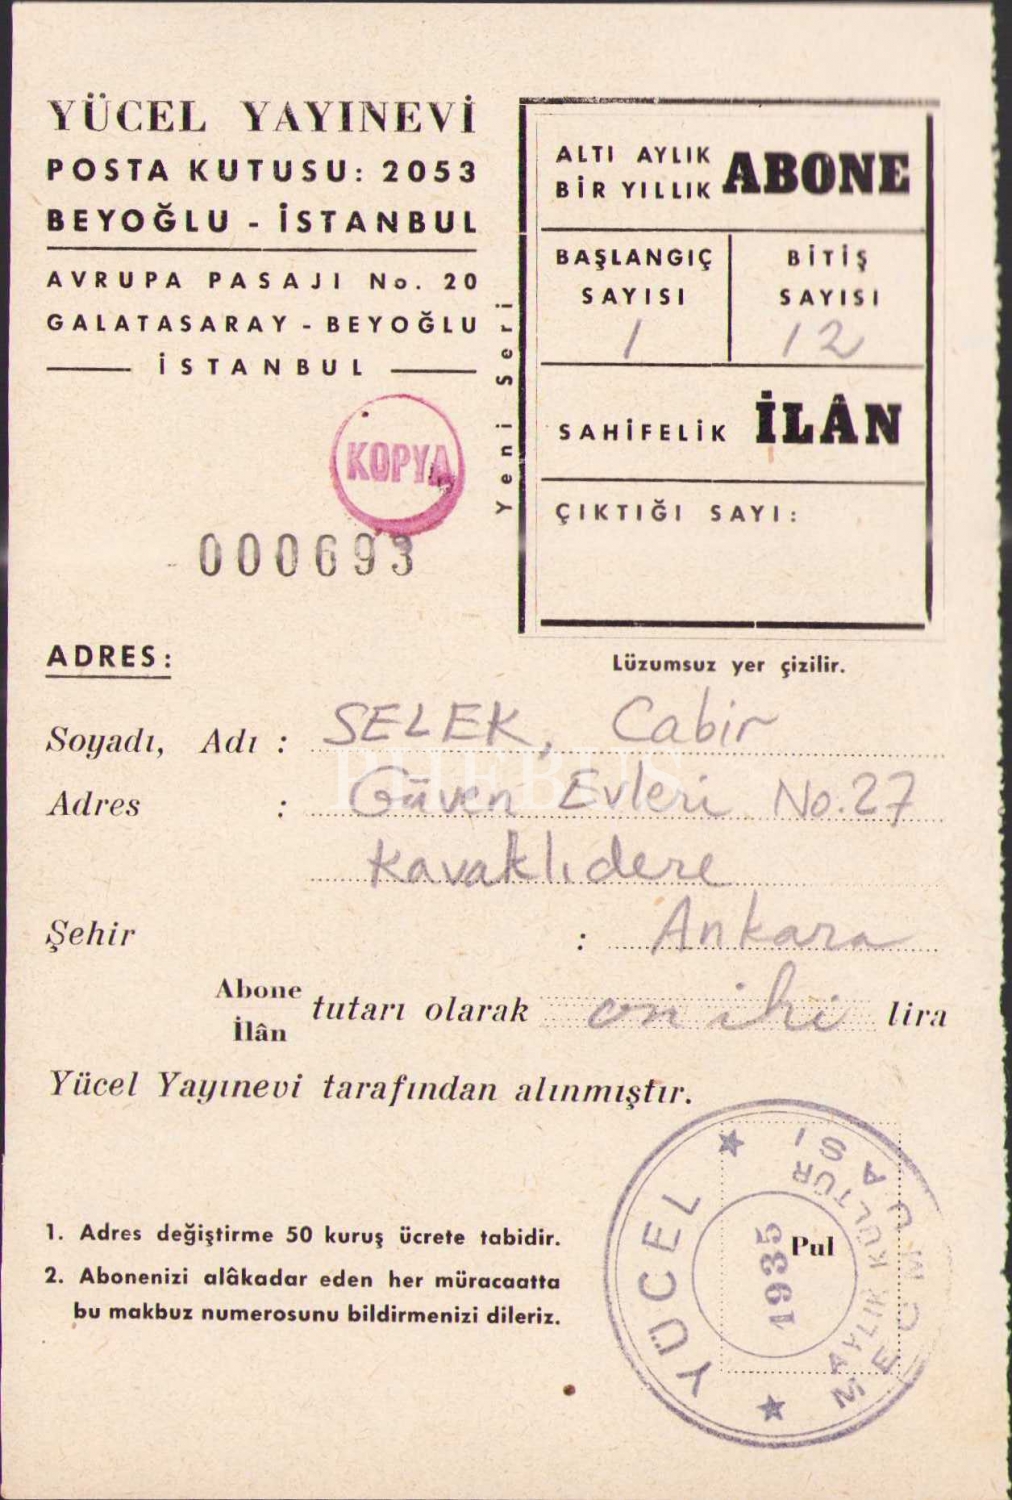 YÜCEL YAYINEVİ
POSTA KUTUSU: 2053
BEYOĞLU - İSTANBUL
AVRUPA PASAJI No. 20
GALATASARAY - BEYOĞLU
İSTANBUL
KOPYA
000693
Yeni Seri
ALTI AYLIK
BİR YILLIK
ABONE
BAŞLANGIÇ
SAYISI
1
BİTİŞ
SAYISI
12
SAHİFELİK İLÂN
ÇIKTIĞI SAYI:
Lüzumsuz yer çizilir.
ADRES:
Soyadı, Adı : SELEK, Cabir
Adres : Güven Evleri No.27
Kavaklıdere
Şehir : Ankara
Abone
İlân
tutarı olarak on iki lira
Yücel Yayınevi tarafından alınmıştır.
1. Adres değiştirme 50 kuruş ücrete tabidir.
2. Abonenizi alâkadar eden her müracaatta
bu makbuz numerosunu bildirmenizi dileriz.
Pul
YÜCEL
AYLIK KÜLTÜR
MECMUASI
1935
PHEBUS